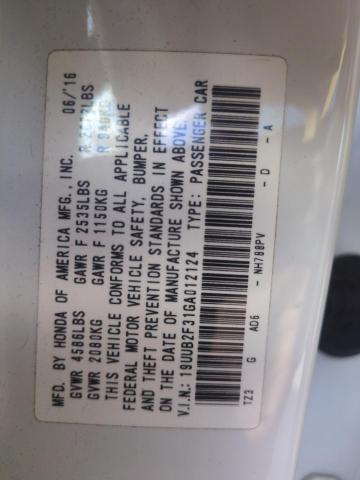 MFD. BY HONDA OF AMERICA MFG., INC. 06/'16
GVWR 4586LBS GAWR F 2535LBS R
GVWR 2080KG GAWR F 1150KG R 940KG
THIS VEHICLE CONFORMS TO ALL APPLICABLE
FEDERAL MOTOR VEHICLE SAFETY, BUMPER,
AND THEFT PREVENTION STANDARDS IN EFFECT
ON THE DATE OF MANUFACTURE SHOWN ABOVE.
V.I.N.: 19UUB2F31GA012124 TYPE: PASSENGER CAR
TZ3 G AD6 - NH788PV - D - A